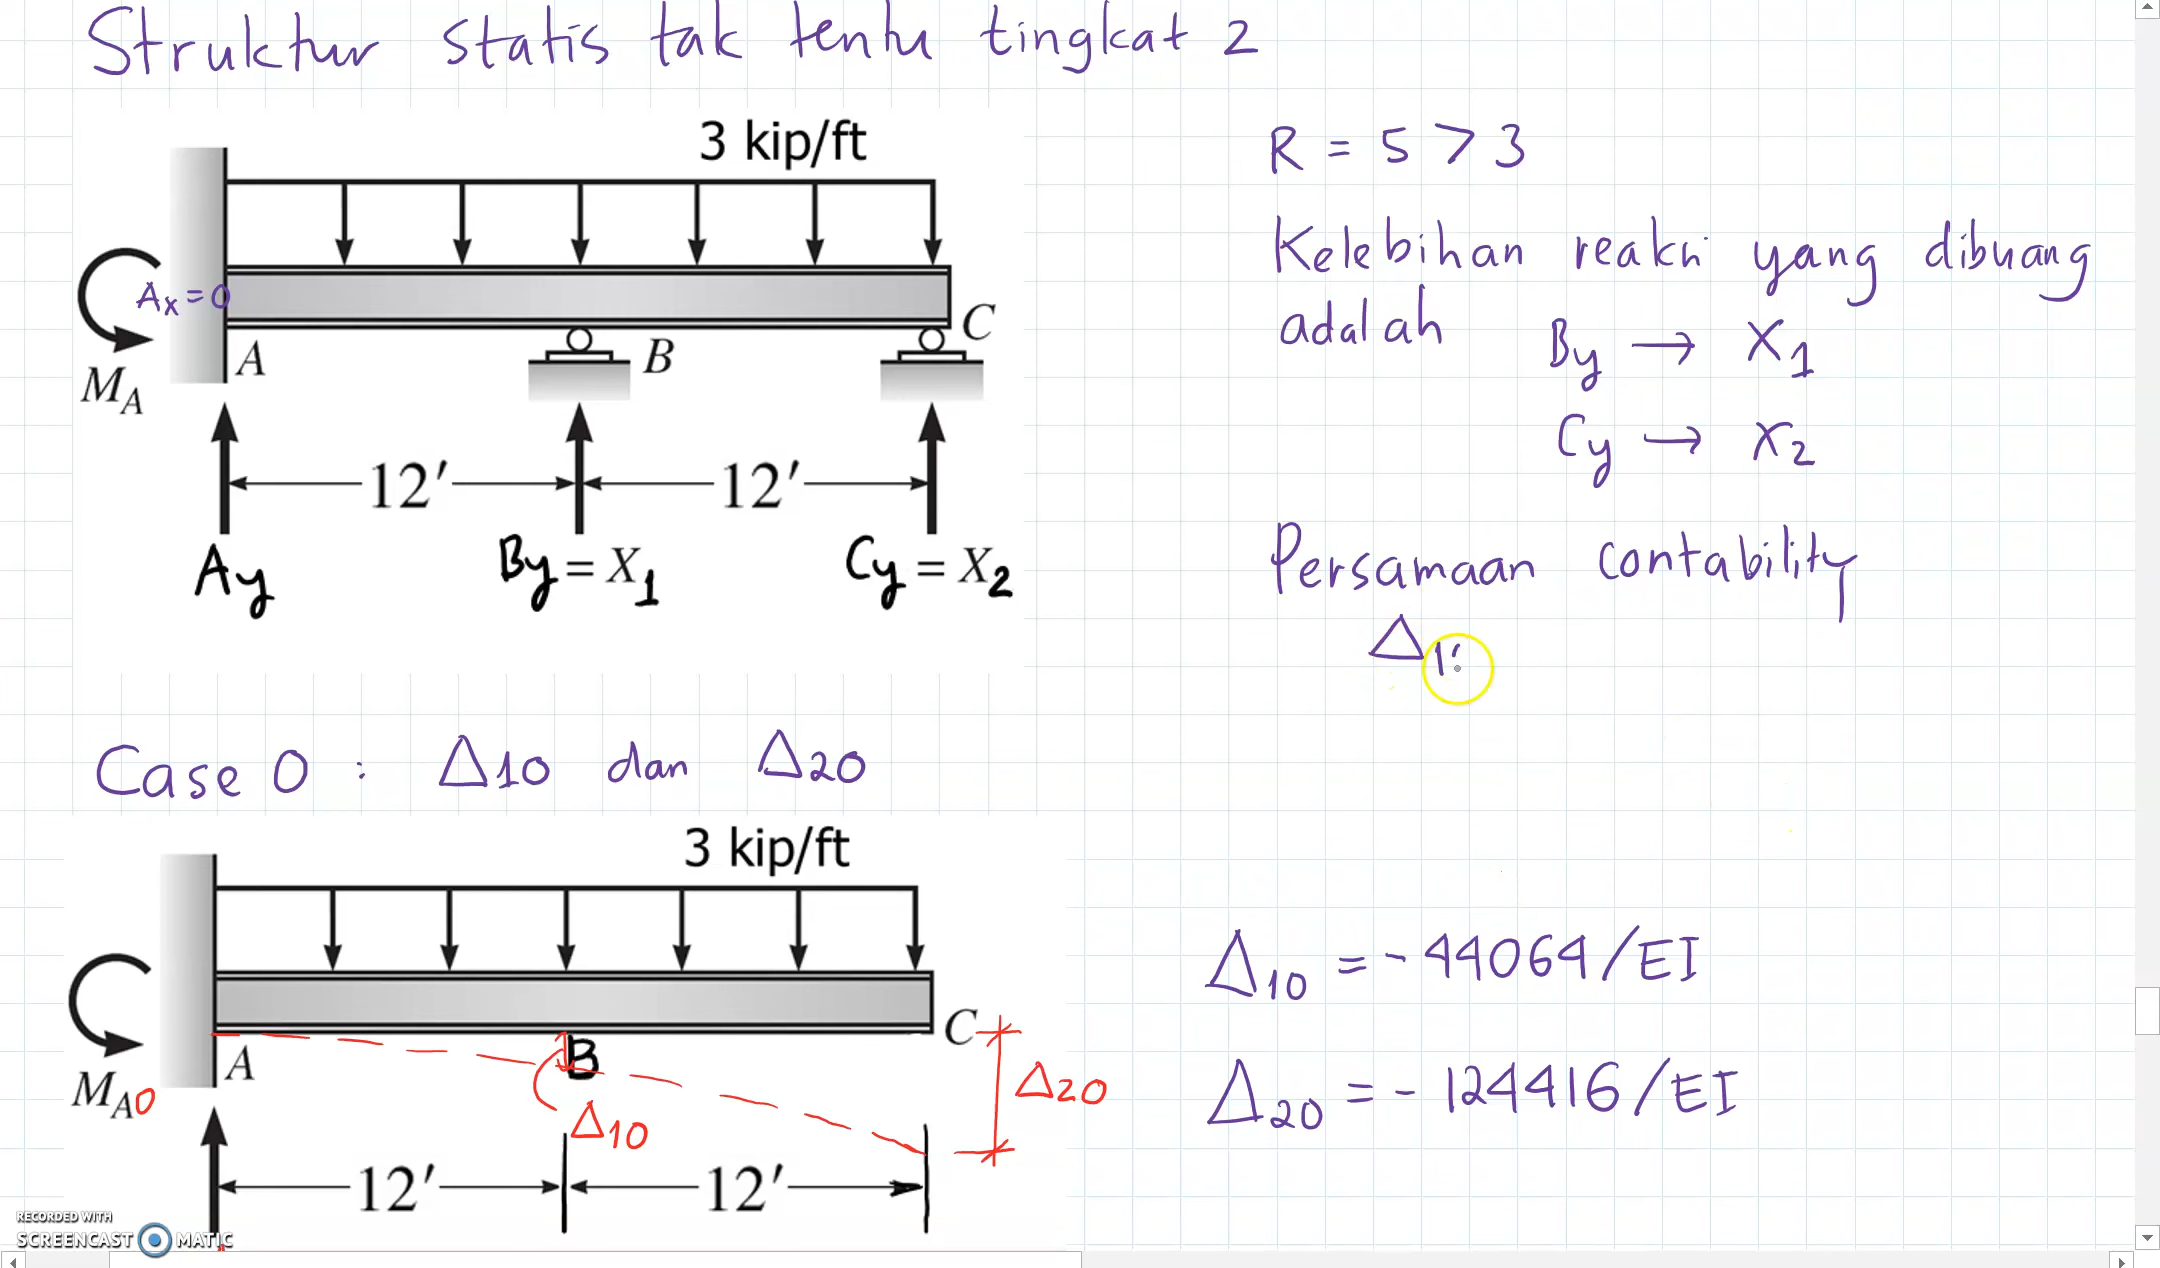 Struktur statis tak tentu tingkat 2
3 kip/ft
Ax = 0
MA
A
B
C
12'
12'
Ay
By = X1
Cy = X2
R = 5 > 3
Kelebihan reaksi yang dibuang
adalah By → X1
Cy → X2
Persamaan contability
Δ1
Case 0 : Δ10 dan Δ20
3 kip/ft
MA0
A
B
C
Δ10
Δ20
12'
12'
Δ10 = - 44064/EI
Δ20 = - 124416/EI
RECORDED WITH
SCREENCAST MATIC